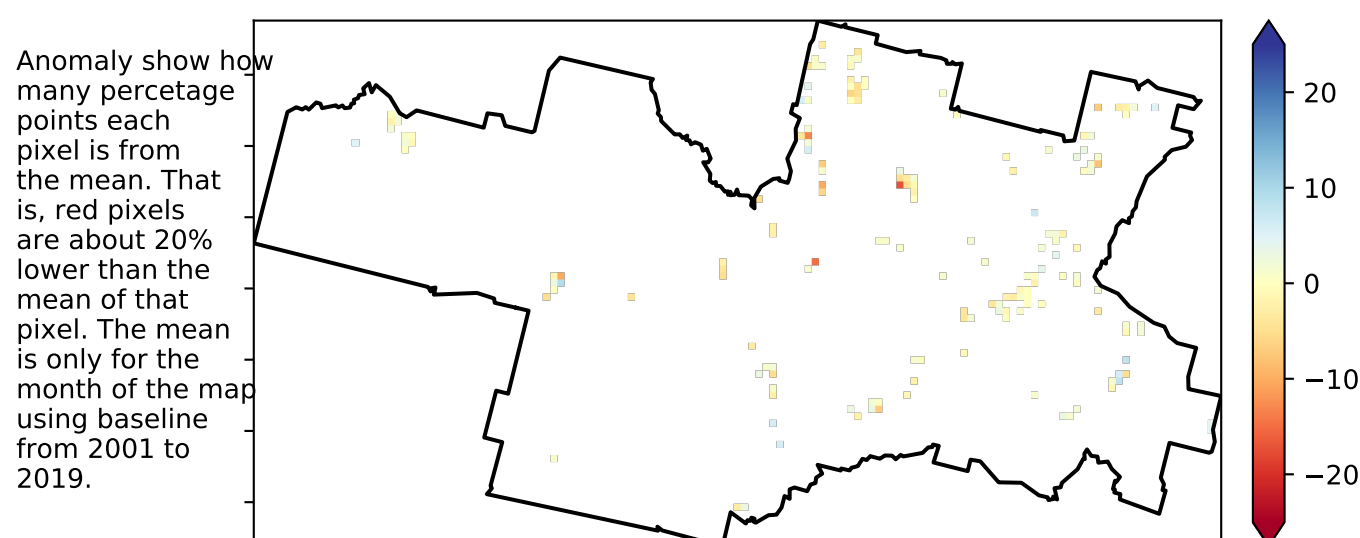 Anomaly show how
many percetage
points each
pixel is from
the mean. That
is, red pixels
are about 20%
lower than the
mean of that
pixel. The mean
is only for the
month of the map
using baseline
from 2001 to
2019.
20
10
0
−10
−20